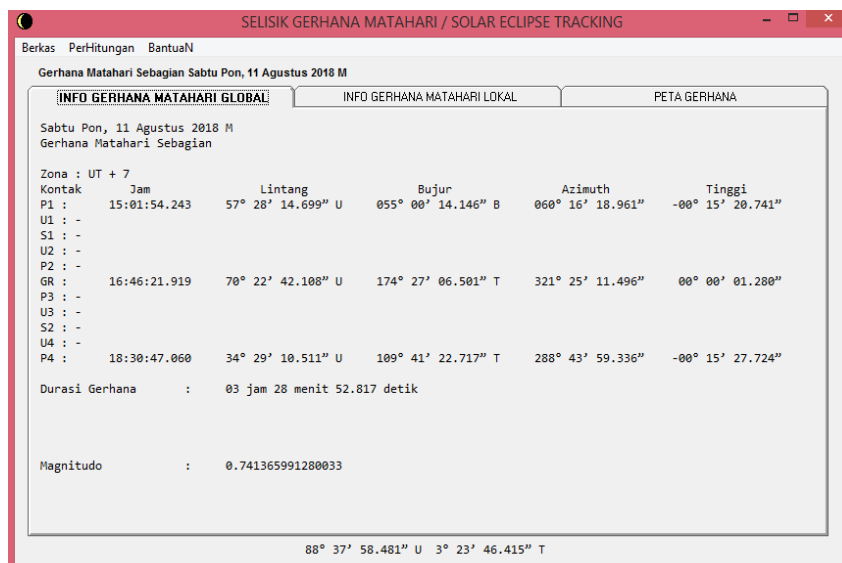 SELISIK GERHANA MATAHARI / SOLAR ECLIPSE TRACKING
Berkas PerHitungan BantuaN
Gerhana Matahari Sebagian Sabtu Pon, 11 Agustus 2018 M
INFO GERHANA MATAHARI GLOBAL INFO GERHANA MATAHARI LOKAL PETA GERHANA
Sabtu Pon, 11 Agustus 2018 M
Gerhana Matahari Sebagian
Zona : UT + 7
Kontak Jam Lintang Bujur Azimuth Tinggi
P1 : 15:01:54.243 57° 28’ 14.699” U 055° 00’ 14.146” B 060° 16’ 18.961” -00° 15’ 20.741”
U1 : -
S1 : -
U2 : -
P2 : -
GR : 16:46:21.919 70° 22’ 42.108” U 174° 27’ 06.501” T 321° 25’ 11.496” 00° 00’ 01.280”
P3 : -
U3 : -
S2 : -
U4 : -
P4 : 18:30:47.060 34° 29’ 10.511” U 109° 41’ 22.717” T 288° 43’ 59.336” -00° 15’ 27.724”
Durasi Gerhana : 03 jam 28 menit 52.817 detik
Magnitudo : 0.741365991280033
88° 37’ 58.481” U 3° 23’ 46.415” T